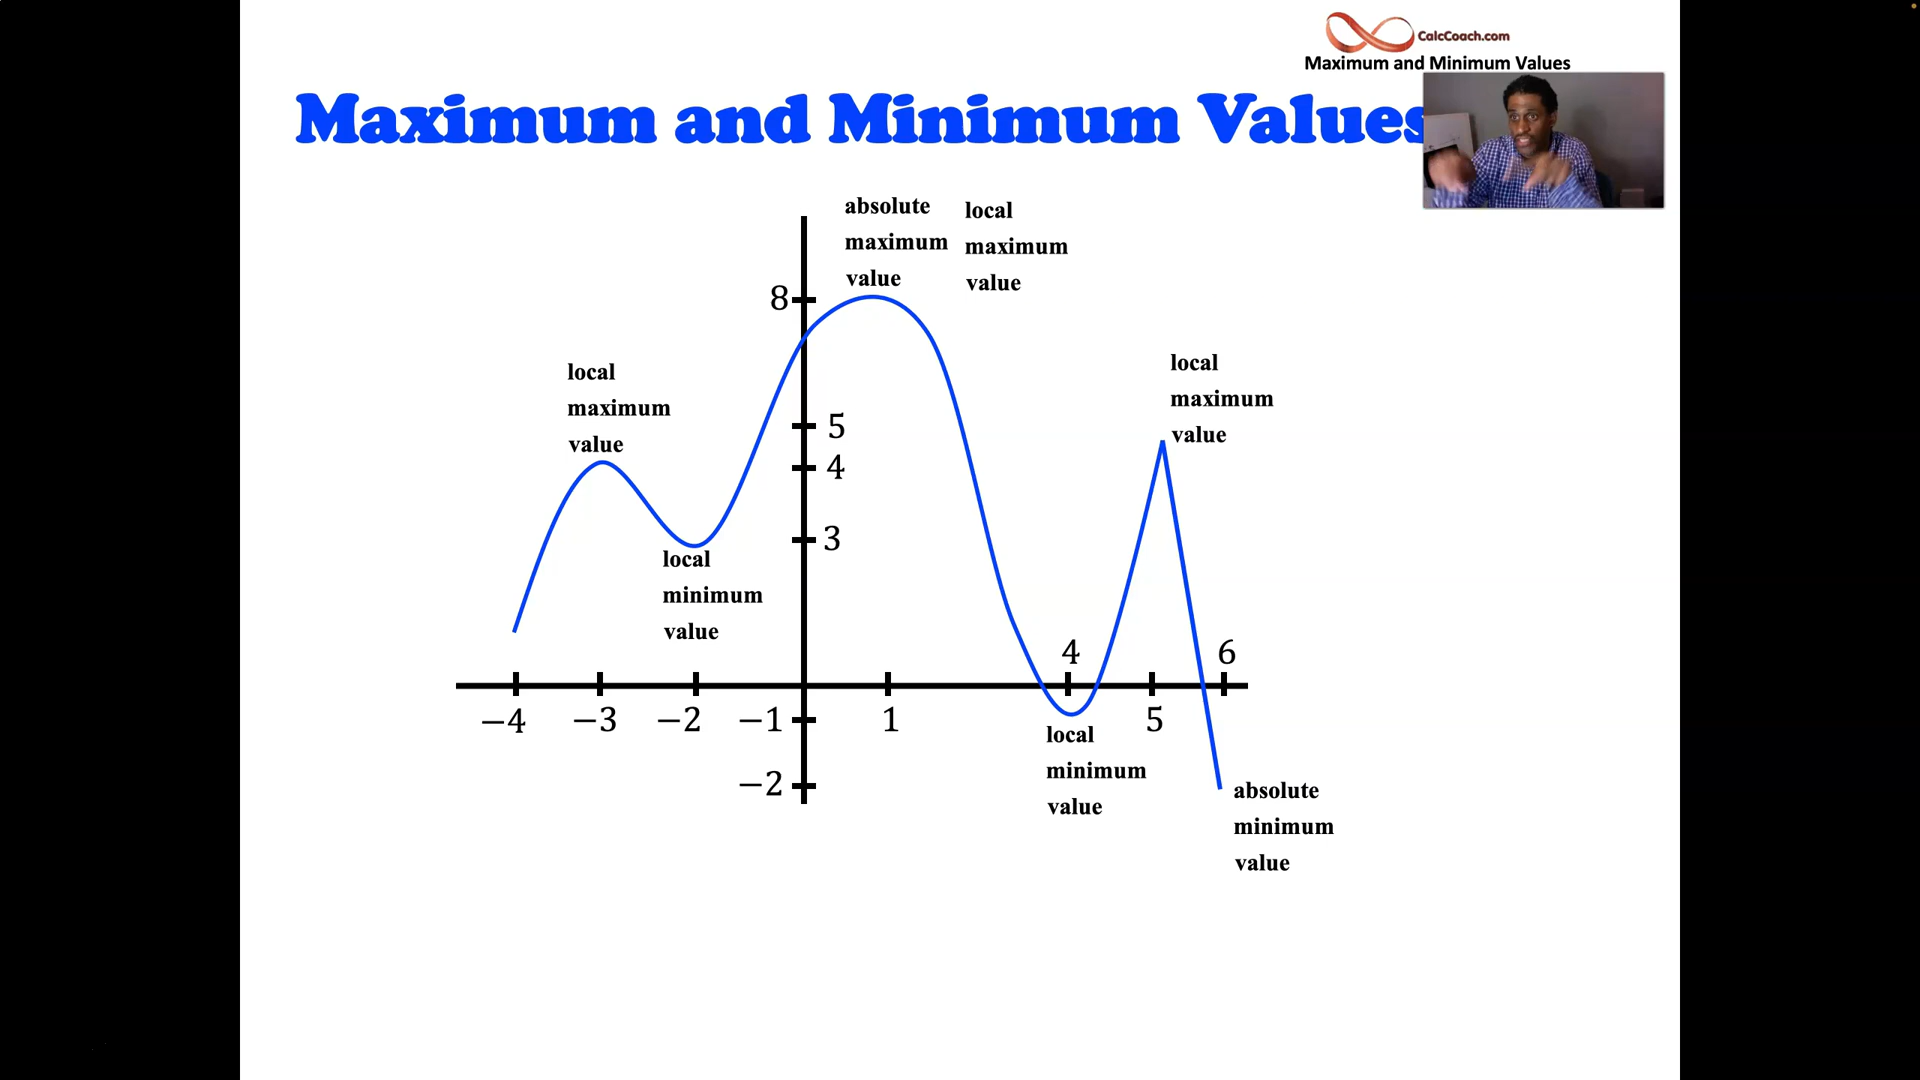 CalcCoach.com
Maximum and Minimum Values
Maximum and Minimum Values
absolute
maximum
value
local
maximum
value
8
local
maximum
value
local
maximum
value
5
4
3
local
minimum
value
4
6
−4
−3
−2
−1
1
5
−2
local
minimum
value
absolute
minimum
value